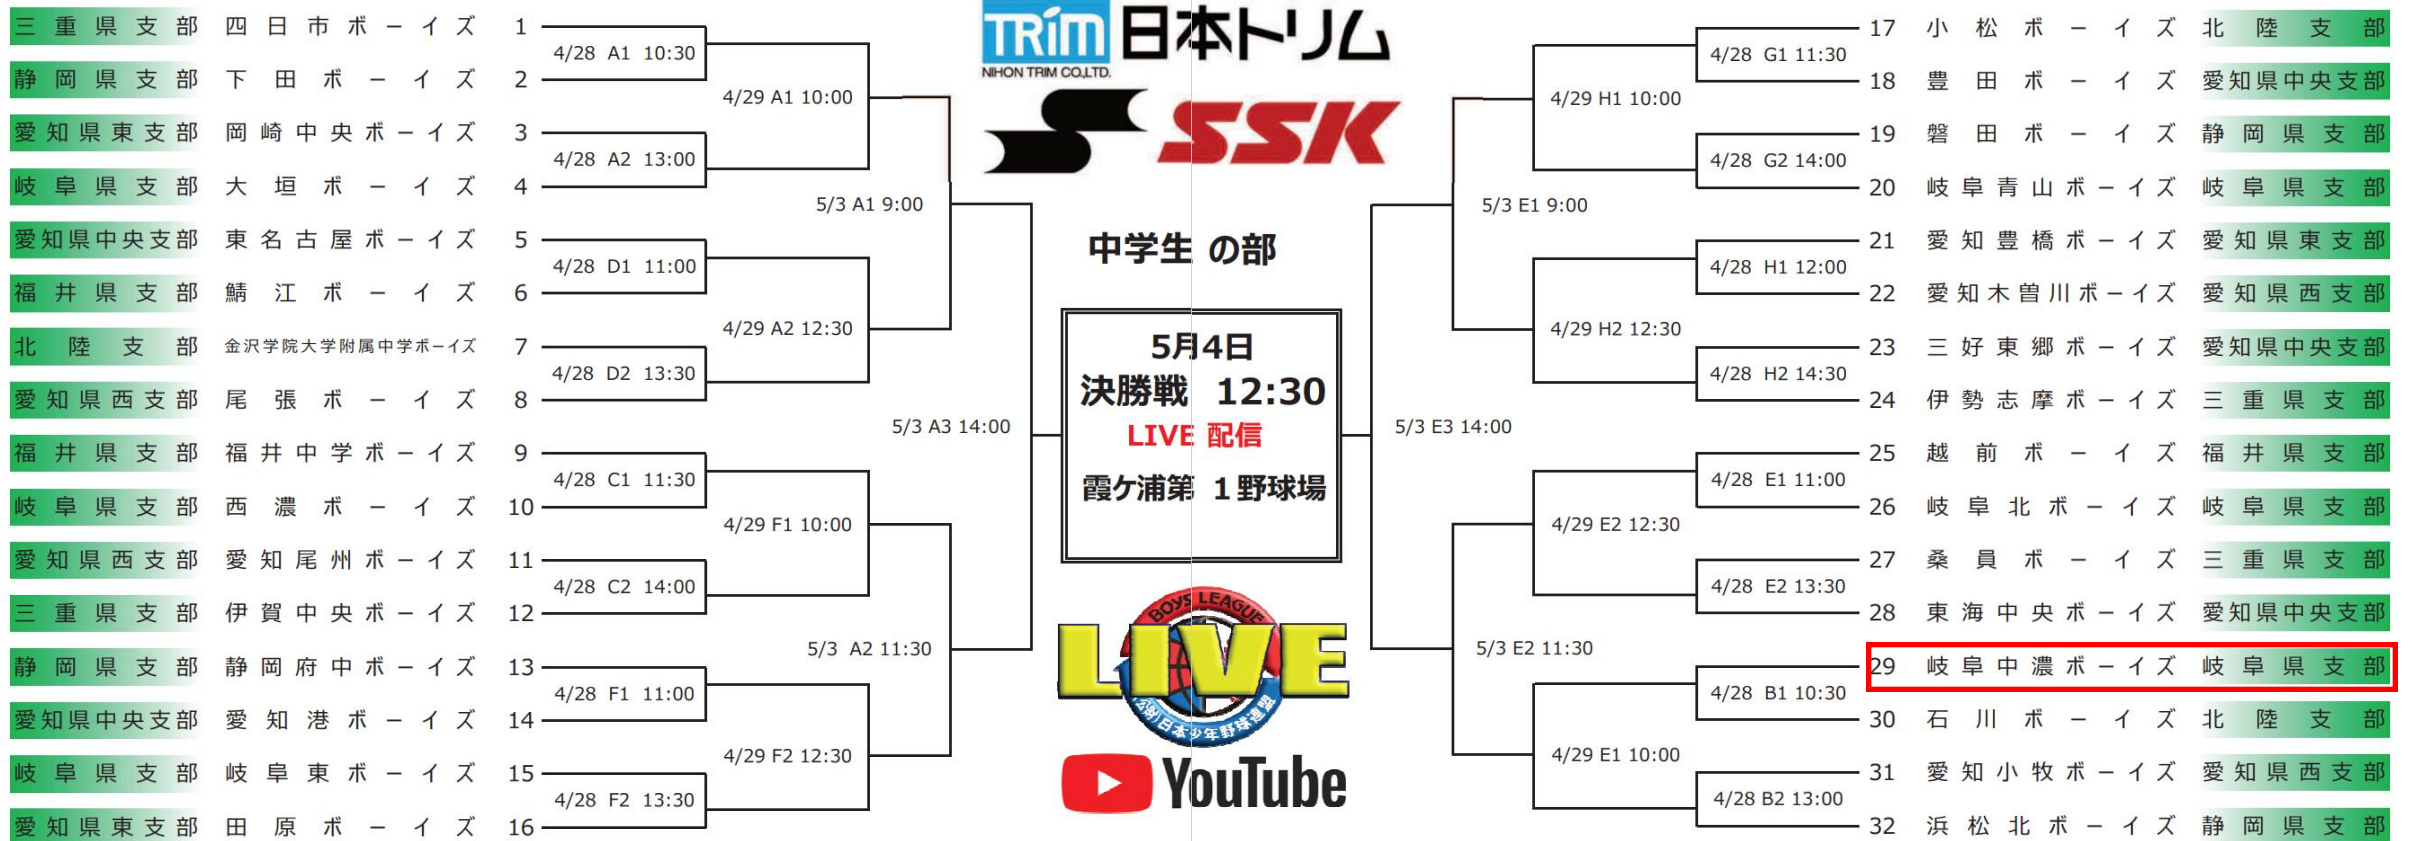 三重県支部 四日市ボーイズ 1
4/28 A1 10:30
静岡県支部 下田ボーイズ 2
4/29 A1 10:00
愛知県東支部 岡崎中央ボーイズ 3
4/28 A2 13:00
岐阜県支部 大垣ボーイズ 4
5/3 A1 9:00
愛知県中央支部 東名古屋ボーイズ 5
4/28 D1 11:00
福井県支部 鯖江ボーイズ 6
4/29 A2 12:30
北陸支部 金沢学院大学附属中学ボーイズ 7
4/28 D2 13:30
愛知県西支部 尾張ボーイズ 8
5/3 A3 14:00
福井県支部 福井中学ボーイズ 9
4/28 C1 11:30
岐阜県支部 西濃ボーイズ 10
4/29 F1 10:00
愛知県西支部 愛知尾州ボーイズ 11
4/28 C2 14:00
三重県支部 伊賀中央ボーイズ 12
5/3 A2 11:30
静岡県支部 静岡府中ボーイズ 13
4/28 F1 11:00
愛知県中央支部 愛知港ボーイズ 14
4/29 F2 12:30
岐阜県支部 岐阜東ボーイズ 15
4/28 F2 13:30
愛知県東支部 田原ボーイズ 16
TRIM 日本トリム
NIHON TRIM CO.,LTD.
SSK
中学生の部
5月4日
決勝戦 12:30
LIVE 配信
霞ケ浦第1野球場
BOYS LEAGUE
LIVE
(公財)日本少年野球連盟
YouTube
17 小松ボーイズ 北陸支部
4/28 G1 11:30
18 豊田ボーイズ 愛知県中央支部
4/29 H1 10:00
19 磐田ボーイズ 静岡県支部
4/28 G2 14:00
20 岐阜青山ボーイズ 岐阜県支部
5/3 E1 9:00
21 愛知豊橋ボーイズ 愛知県東支部
4/28 H1 12:00
22 愛知木曽川ボーイズ 愛知県西支部
4/29 H2 12:30
23 三好東郷ボーイズ 愛知県中央支部
4/28 H2 14:30
24 伊勢志摩ボーイズ 三重県支部
5/3 E3 14:00
25 越前ボーイズ 福井県支部
4/28 E1 11:00
26 岐阜北ボーイズ 岐阜県支部
4/29 E2 12:30
27 桑員ボーイズ 三重県支部
4/28 E2 13:30
28 東海中央ボーイズ 愛知県中央支部
5/3 E2 11:30
29 岐阜中濃ボーイズ 岐阜県支部
4/28 B1 10:30
30 石川ボーイズ 北陸支部
4/29 E1 10:00
31 愛知小牧ボーイズ 愛知県西支部
4/28 B2 13:00
32 浜松北ボーイズ 静岡県支部